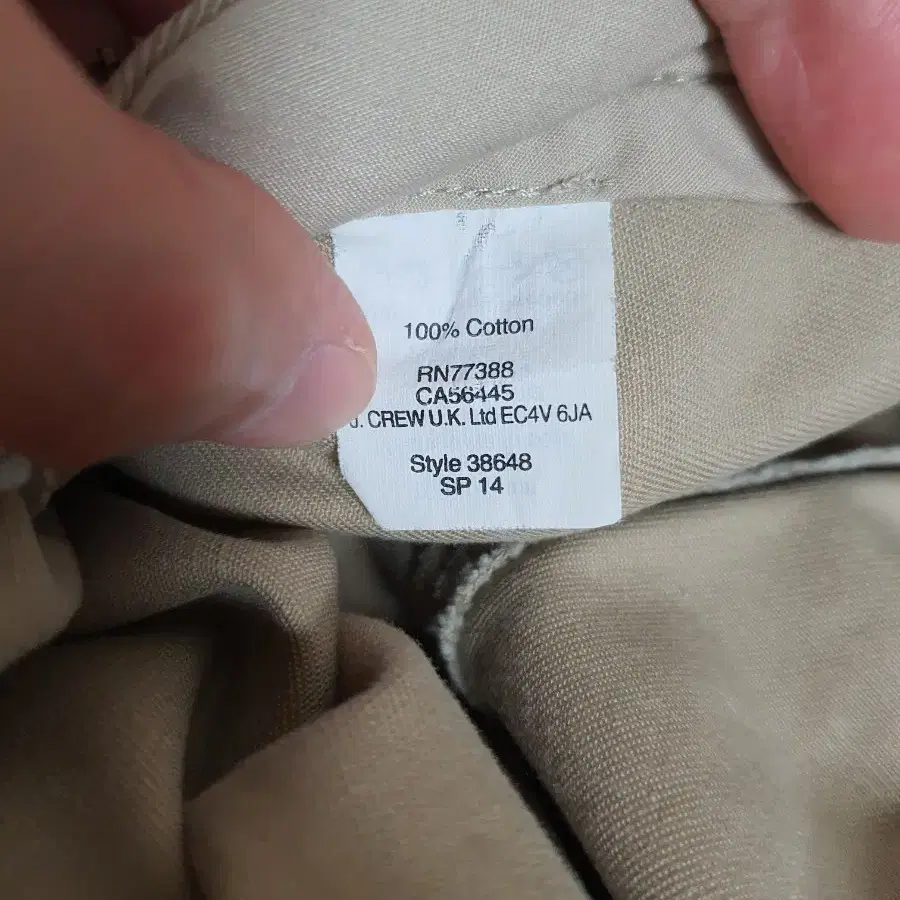 100% Cotton
RN77388
CA56445
J. CREW U.K. Ltd EC4V 6JA
Style 38648
SP 14